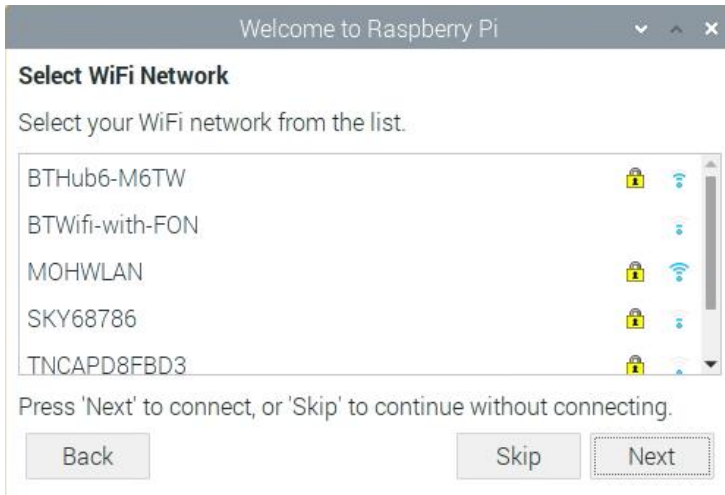 Welcome to Raspberry Pi
Select WiFi Network
Select your WiFi network from the list.
BTHub6-M6TW
BTWifi-with-FON
MOHWLAN
SKY68786
TNCAPD8FBD3
Press 'Next' to connect, or 'Skip' to continue without connecting.
Back Skip Next